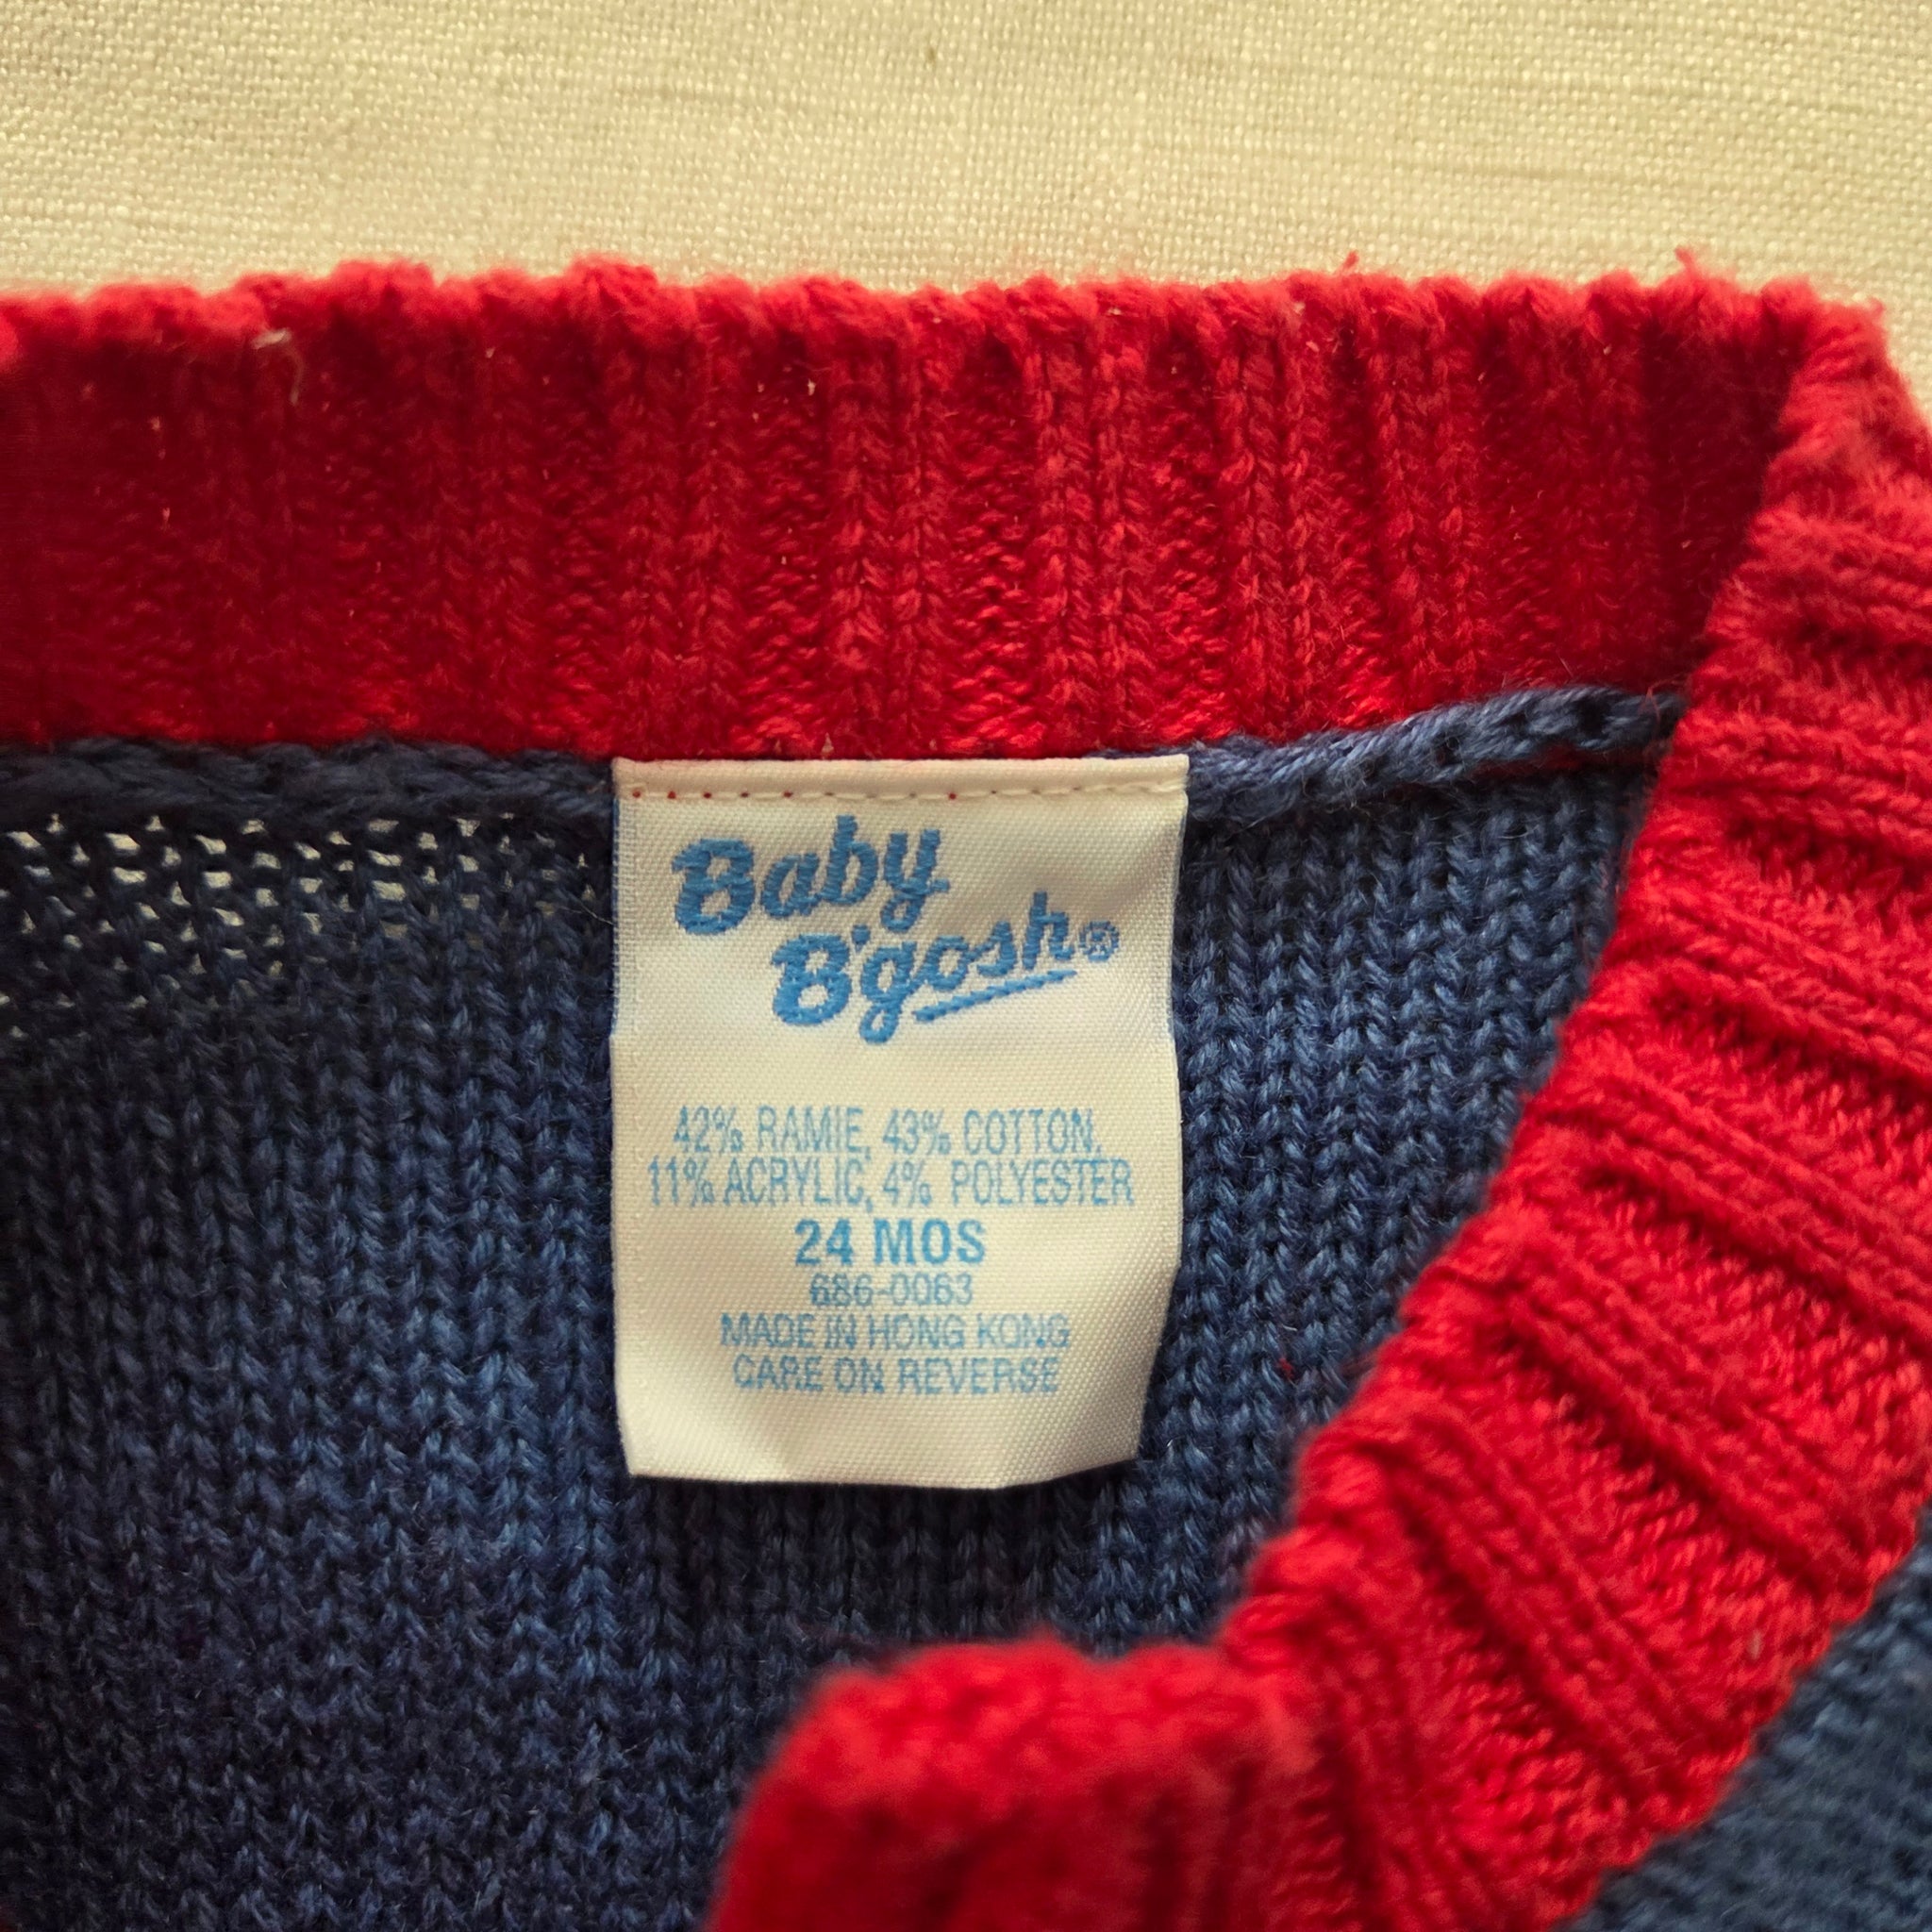 Baby
B'gosh®
42% RAMIE, 43% COTTON,
11% ACRYLIC, 4% POLYESTER
24 MOS
686-0063
MADE IN HONG KONG
CARE ON REVERSE